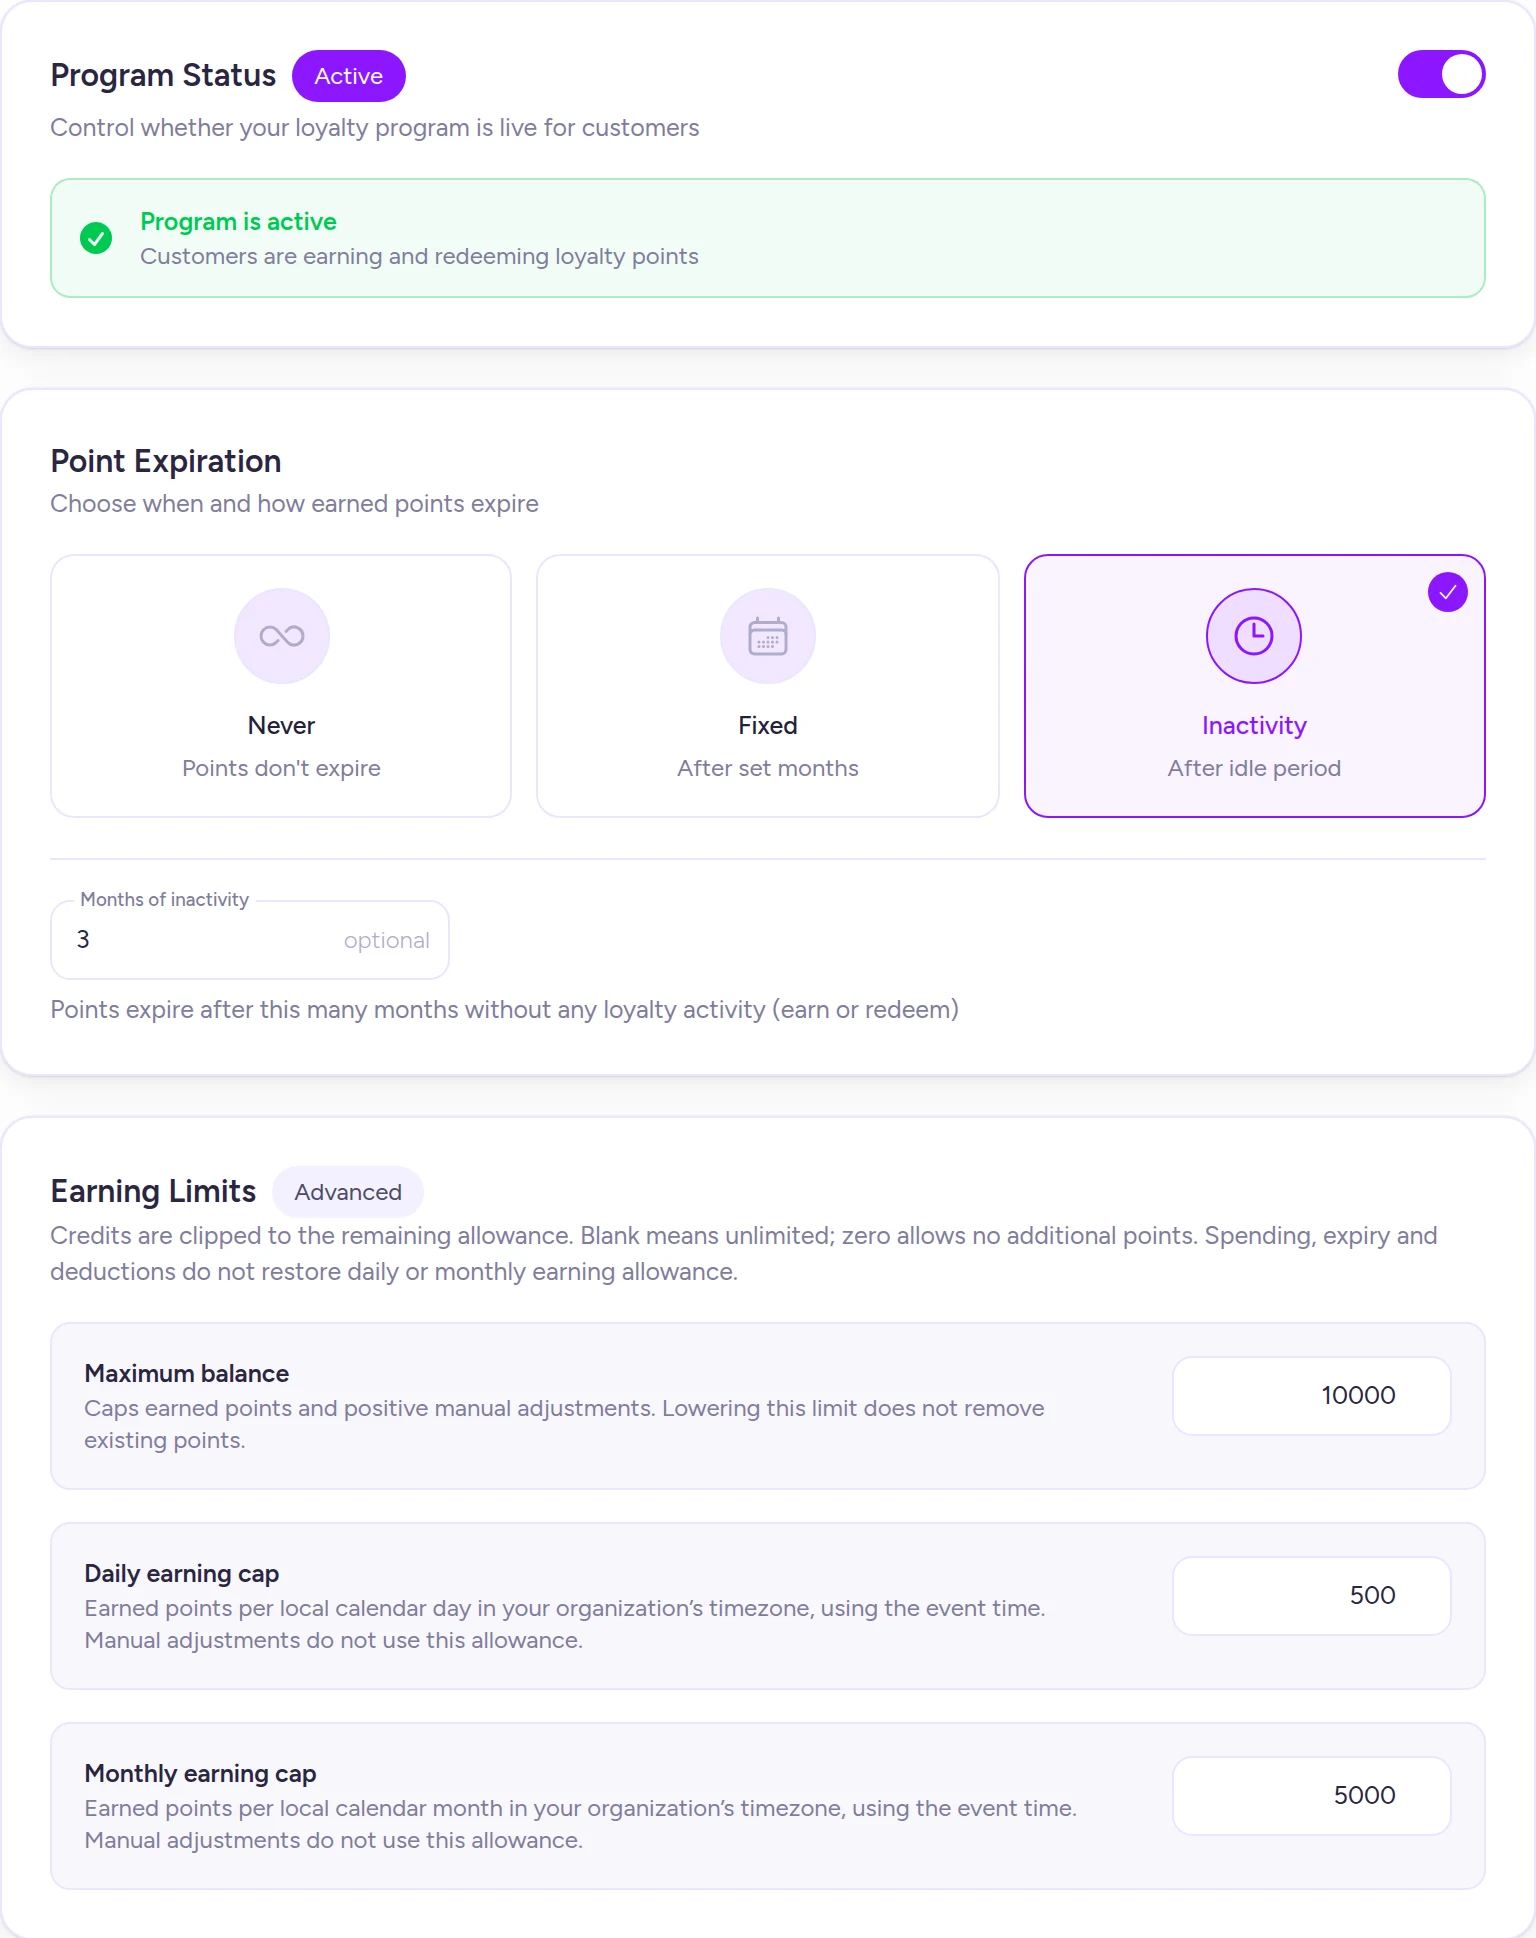 Program Status
Active
Control whether your loyalty program is live for customers
Program is active
Customers are earning and redeeming loyalty points
Point Expiration
Choose when and how earned points expire
Never
Points don't expire
Fixed
After set months
Inactivity
After idle period
Months of inactivity
3
optional
Points expire after this many months without any loyalty activity (earn or redeem)
Earning Limits
Advanced
Credits are clipped to the remaining allowance. Blank means unlimited; zero allows no additional points. Spending, expiry and
deductions do not restore daily or monthly earning allowance.
Maximum balance
Caps earned points and positive manual adjustments. Lowering this limit does not remove
existing points.
10000
Daily earning cap
Earned points per local calendar day in your organization’s timezone, using the event time.
Manual adjustments do not use this allowance.
500
Monthly earning cap
Earned points per local calendar month in your organization’s timezone, using the event time.
Manual adjustments do not use this allowance.
5000